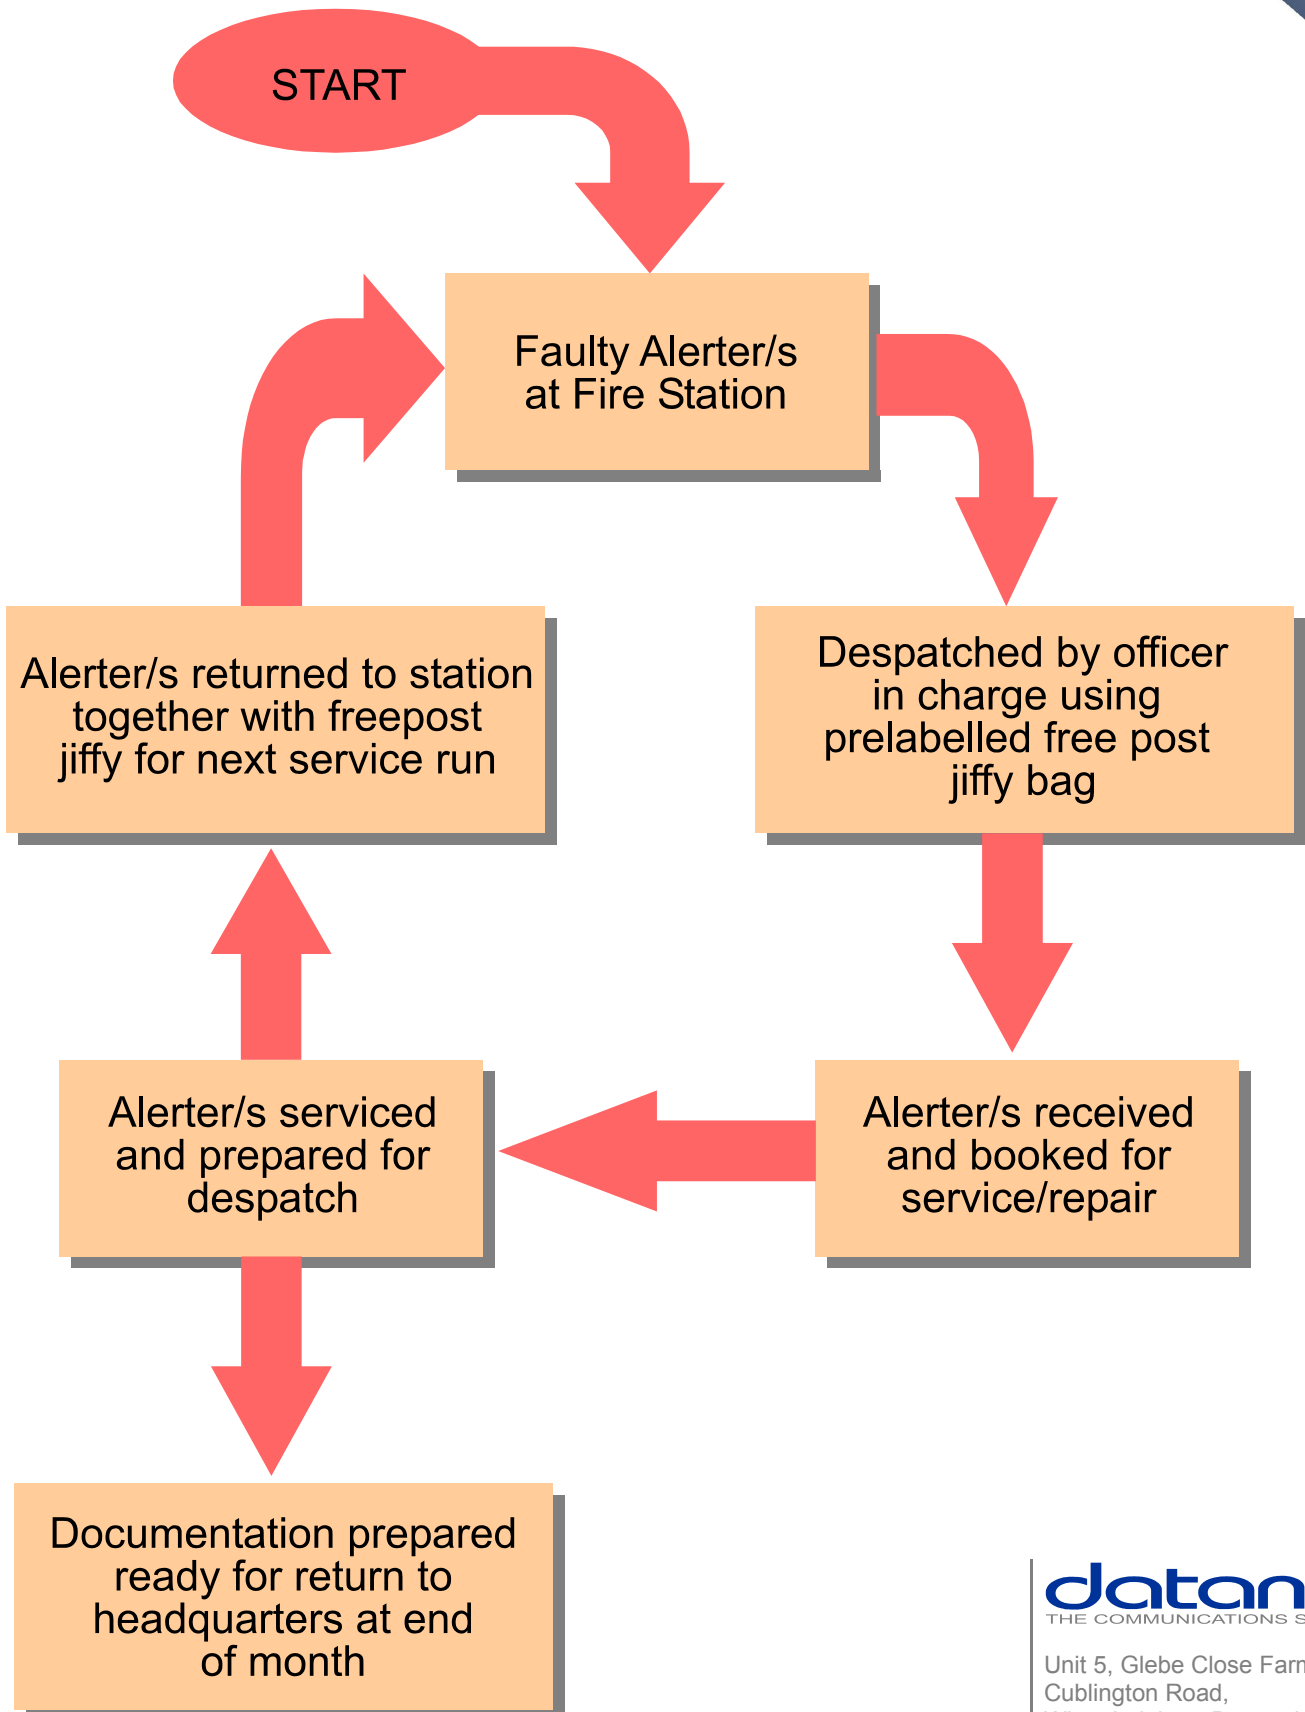 START
Faulty Alerter/s
at Fire Station
Despatched by officer
in charge using
prelabelled free post
jiffy bag
Alerter/s returned to station
together with freepost
jiffy for next service run
Alerter/s received
and booked for
service/repair
Alerter/s serviced
and prepared for
despatch
Documentation prepared
ready for return to
headquarters at end
of month
datan
THE COMMUNICATIONS S
Unit 5, Glebe Close Farm
Cublington Road,